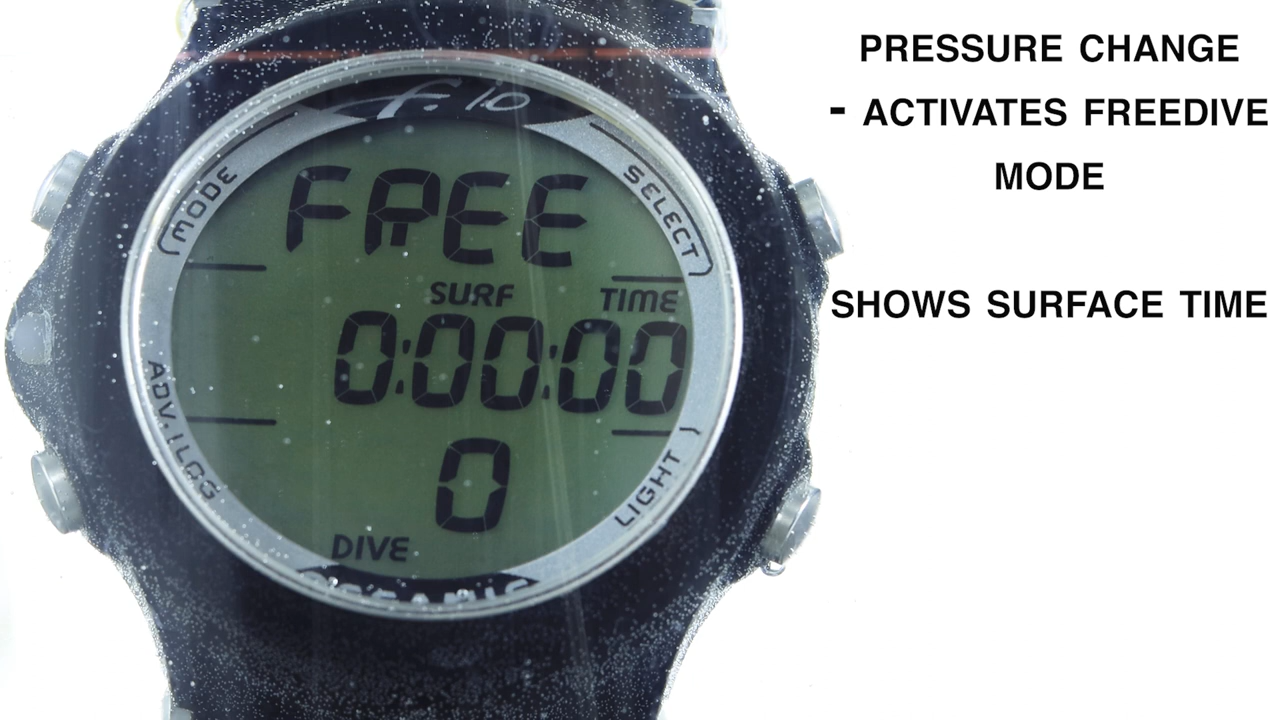 PRESSURE CHANGE
- ACTIVATES FREEDIVE
MODE
SHOWS SURFACE TIME
F.10
MODE
SELECT
FREE
SURF TIME
0:00:00
0
ADV./LOG
LIGHT
DIVE
OCEANIC